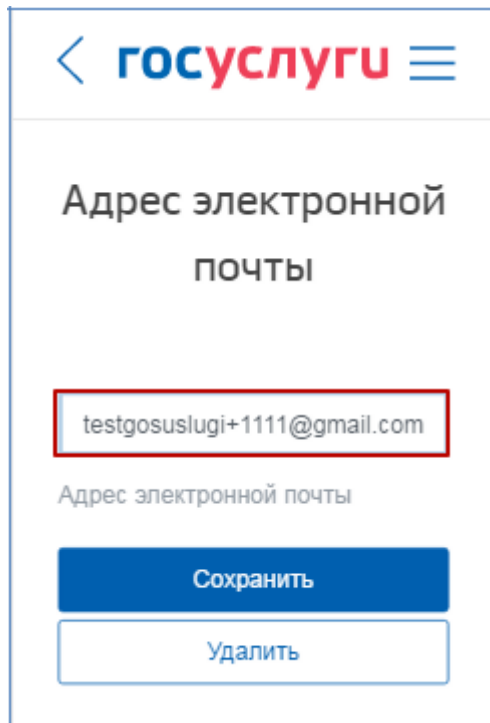 госуслуги
Адрес электронной
почты
testgosuslugi+1111@gmail.com
Адрес электронной почты
Сохранить
Удалить